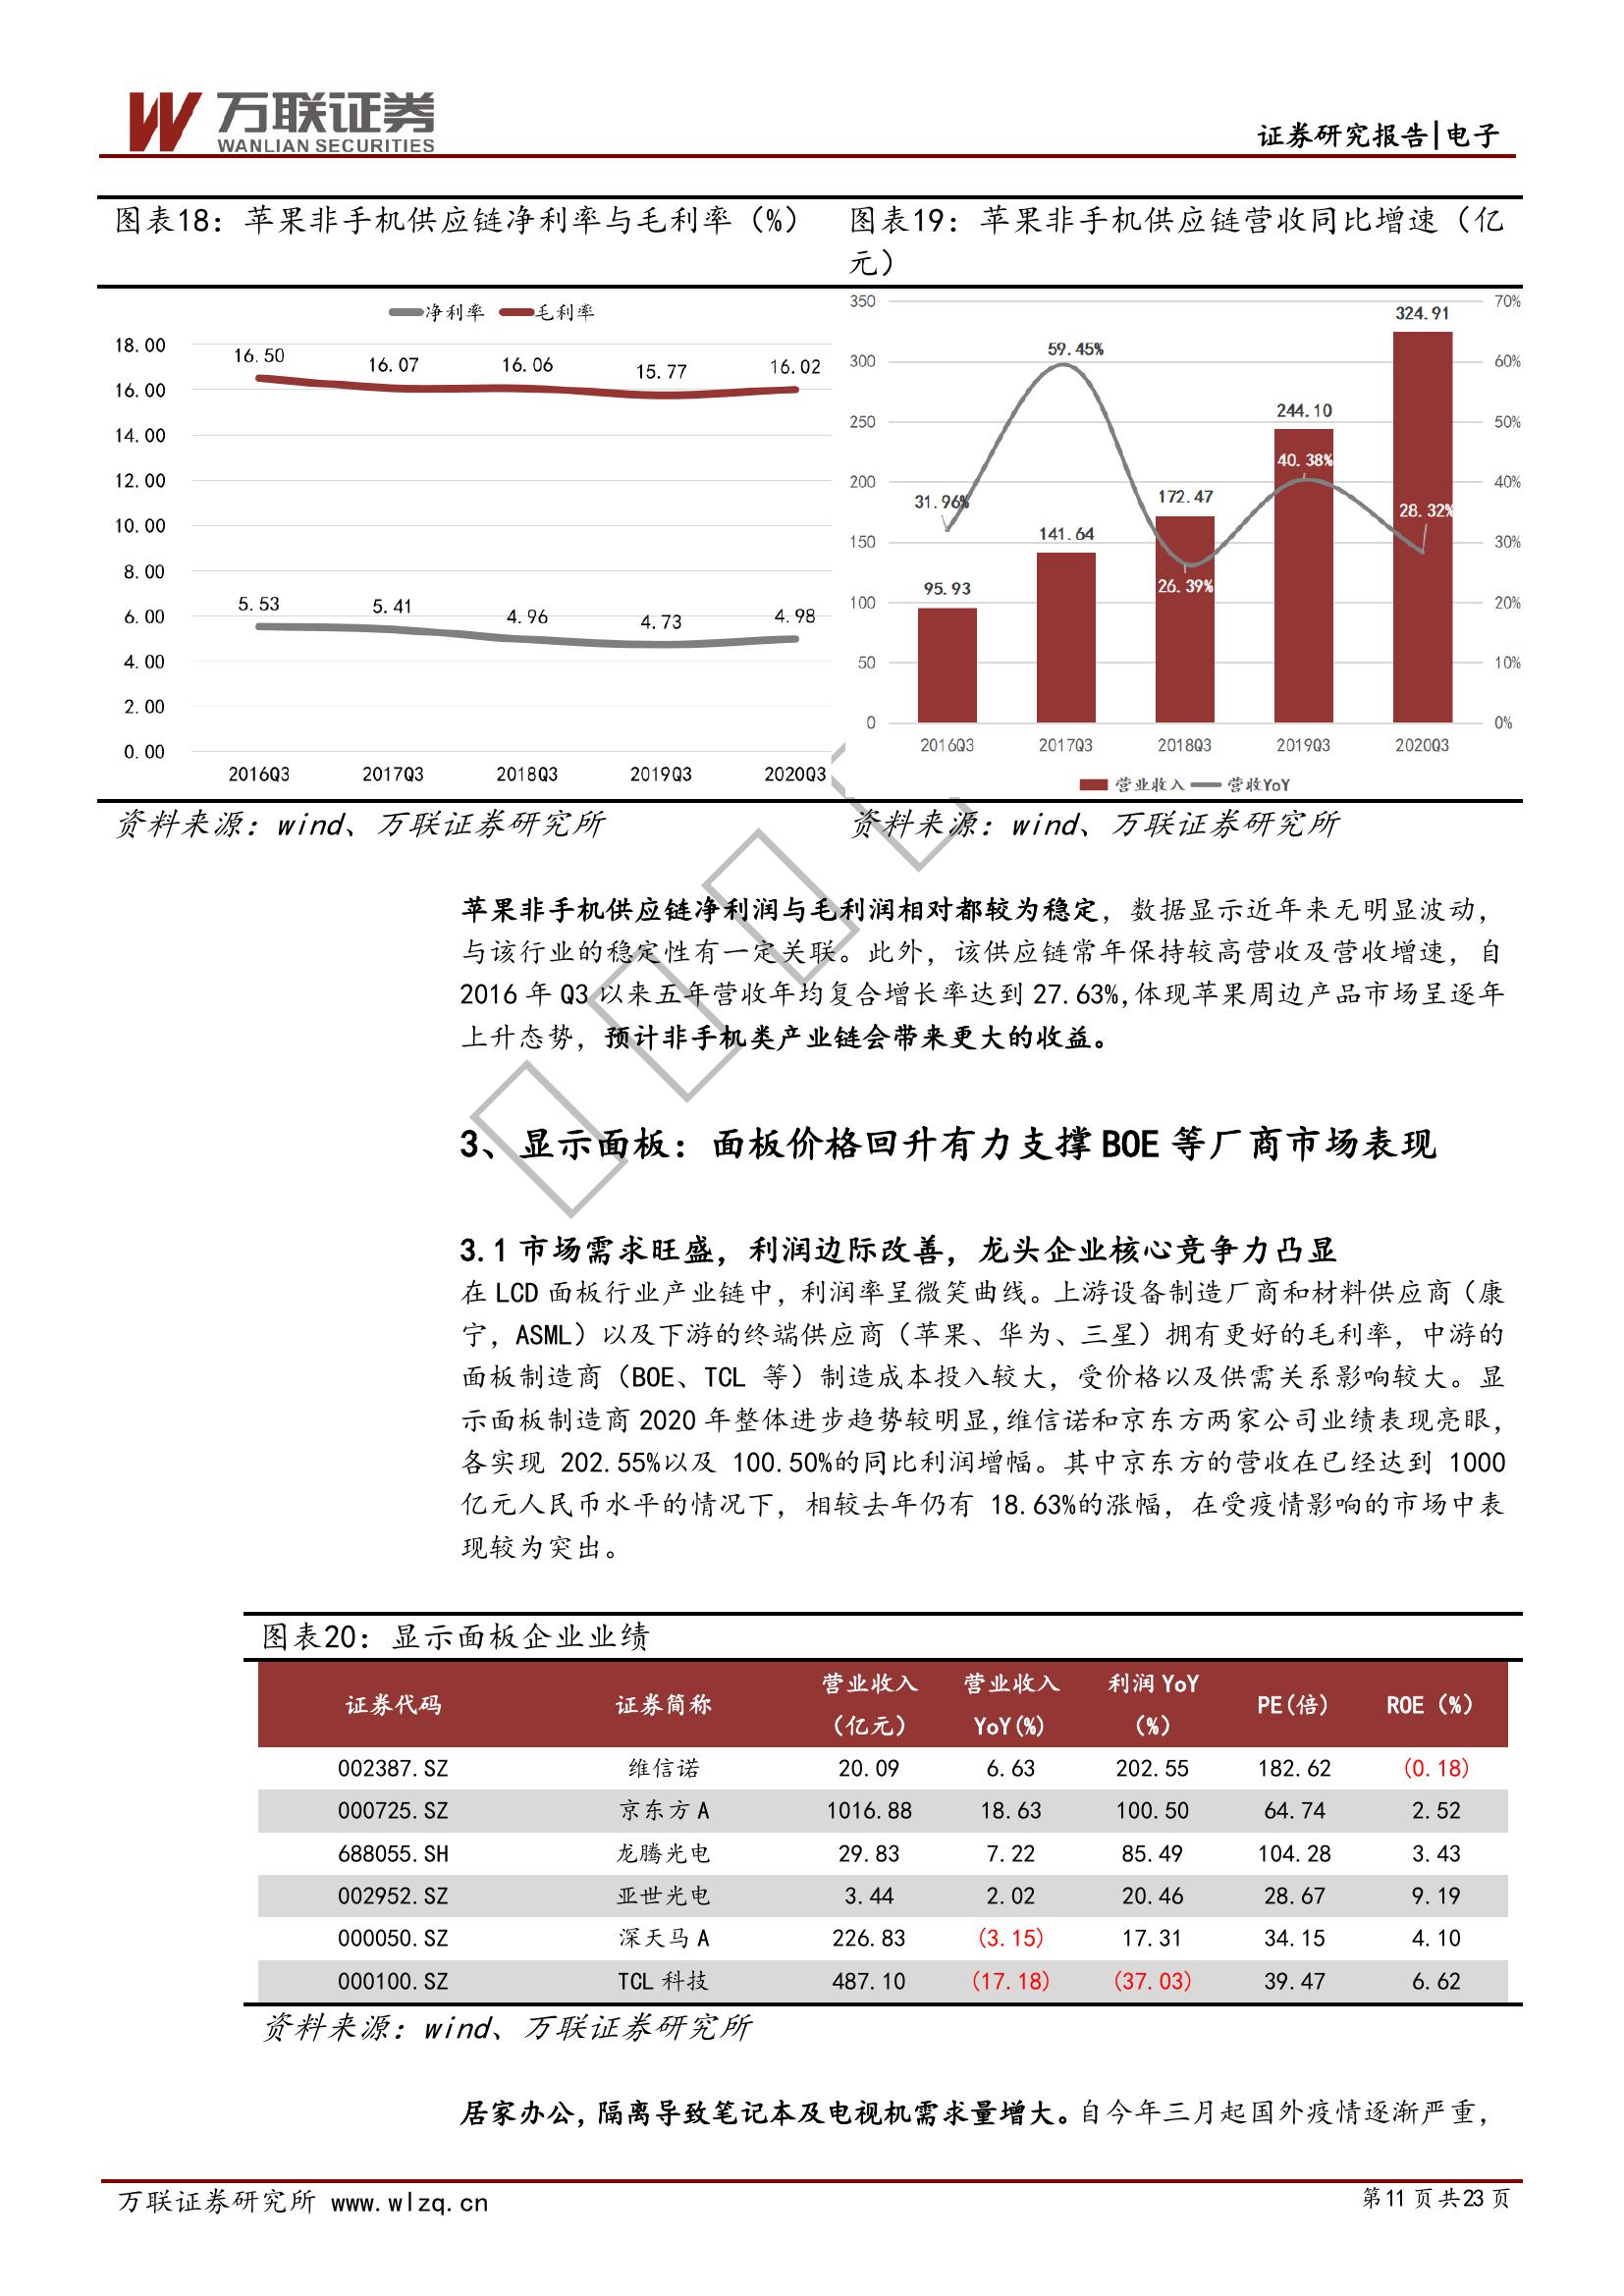 万联证券
WANLIAN SECURITIES
证券研究报告|电子
图表18：苹果非手机供应链净利率与毛利率（%）
图表19：苹果非手机供应链营收同比增速（亿
元）
净利率 毛利率
18.00
16.00
14.00
12.00
10.00
8.00
6.00
4.00
2.00
0.00
16.50 16.07 16.06 15.77 16.02
5.53 5.41 4.96 4.73 4.98
2016Q3 2017Q3 2018Q3 2019Q3 2020Q3
350
300
250
200
150
100
50
0
70%
60%
50%
40%
30%
20%
10%
0%
95.93 141.64 172.47 244.10 324.91
31.96% 59.45% 26.39% 40.38% 28.32%
2016Q3 2017Q3 2018Q3 2019Q3 2020Q3
营业收入 营收YoY
资料来源：wind、万联证券研究所
资料来源：wind、万联证券研究所
苹果非手机供应链净利润与毛利润相对都较为稳定，数据显示近年来无明显波动，
与该行业的稳定性有一定关联。此外，该供应链常年保持较高营收及营收增速，自
2016 年 Q3 以来五年营收年均复合增长率达到 27.63%,体现苹果周边产品市场呈逐年
上升态势，预计非手机类产业链会带来更大的收益。
3、显示面板：面板价格回升有力支撑 BOE 等厂商市场表现
3.1 市场需求旺盛，利润边际改善，龙头企业核心竞争力凸显
在 LCD 面板行业产业链中，利润率呈微笑曲线。上游设备制造厂商和材料供应商（康
宁，ASML）以及下游的终端供应商（苹果、华为、三星）拥有更好的毛利率，中游的
面板制造商（BOE、TCL 等）制造成本投入较大，受价格以及供需关系影响较大。显
示面板制造商 2020 年整体进步趋势较明显,维信诺和京东方两家公司业绩表现亮眼，
各实现 202.55%以及 100.50%的同比利润增幅。其中京东方的营收在已经达到 1000
亿元人民币水平的情况下，相较去年仍有 18.63%的涨幅，在受疫情影响的市场中表
现较为突出。
图表20：显示面板企业业绩
证券代码 证券简称 营业收入（亿元） 营业收入YoY(%) 利润 YoY（%） PE(倍) ROE（%）
002387.SZ 维信诺 20.09 6.63 202.55 182.62 (0.18)
000725.SZ 京东方 A 1016.88 18.63 100.50 64.74 2.52
688055.SH 龙腾光电 29.83 7.22 85.49 104.28 3.43
002952.SZ 亚世光电 3.44 2.02 20.46 28.67 9.19
000050.SZ 深天马 A 226.83 (3.15) 17.31 34.15 4.10
000100.SZ TCL 科技 487.10 (17.18) (37.03) 39.47 6.62
资料来源：wind、万联证券研究所
居家办公，隔离导致笔记本及电视机需求量增大。自今年三月起国外疫情逐渐严重，
万联证券研究所 www.wlzq.cn
第11 页 共23 页